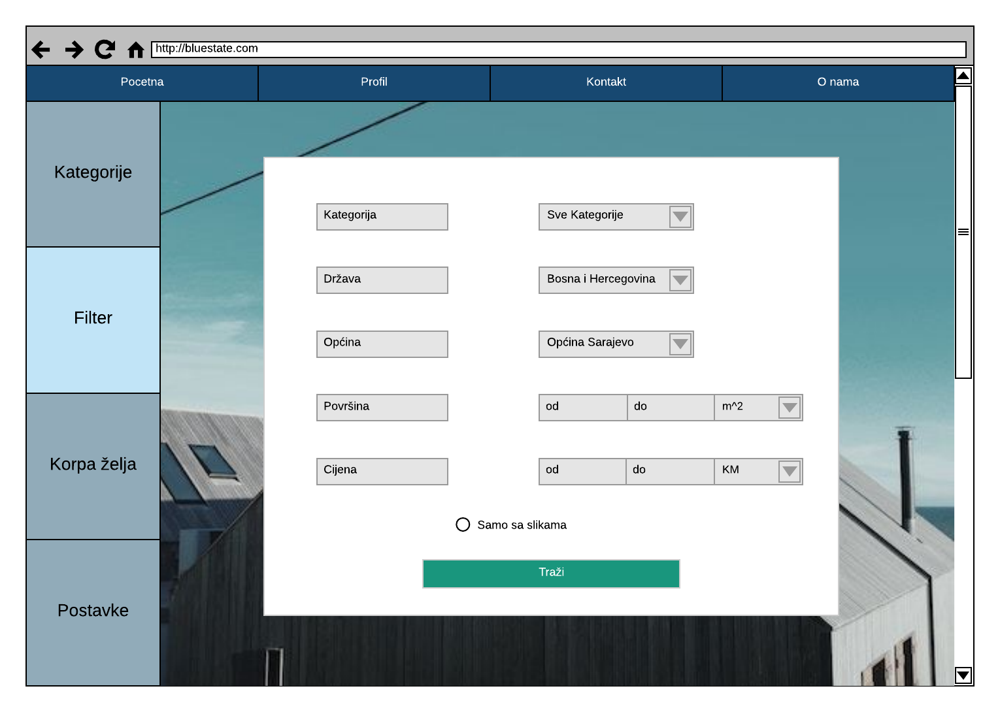 http://bluestate.com
Pocetna
Profil
Kontakt
O nama
Kategorije
Filter
Korpa želja
Postavke
Kategorija
Sve Kategorije
Država
Bosna i Hercegovina
Općina
Općina Sarajevo
Površina
od
do
m^2
Cijena
od
do
KM
Samo sa slikama
Traži